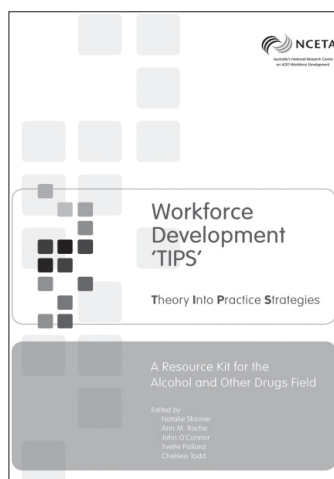 NCETA
Australia's National Research Centre
on AOD Workforce Development
Workforce
Development
'TIPS'
Theory Into Practice Strategies
A Resource Kit for the
Alcohol and Other Drugs Field
Edited by
Natalie Skinner
Ann M. Roche
John O'Connor
Yvette Pollard
Chelsea Todd